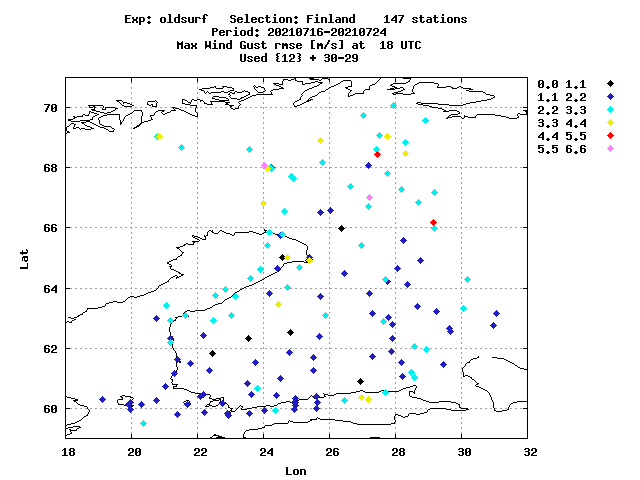 Exp: oldsurf   Selection: Finland    147 stations
Period: 20210716-20210724
Max Wind Gust rmse [m/s] at  18 UTC
Used {12} + 30-29
0.0 1.1
1.1 2.2
2.2 3.3
3.3 4.4
4.4 5.5
5.5 6.6
70
68
66
64
62
60
Lat
18 20 22 24 26 28 30 32
Lon